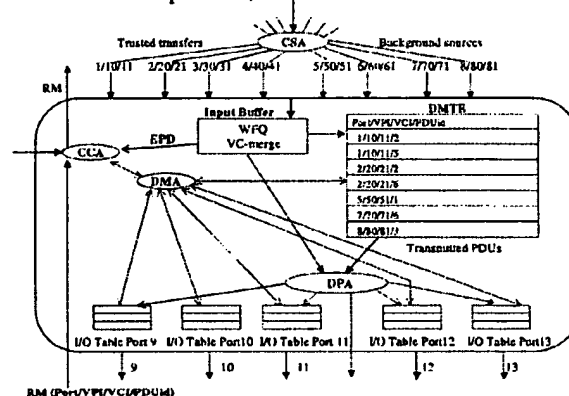 CSA
Trusted transfers
Background sources
1/10/11 2/20/21 3/30/31 4/40/41 5/50/51 6/60/61 7/70/71 8/80/81
RM
Input Buffer
DMTE
WFQ
VC-merge
Port/VPI/VCI/PDUid
1/10/11/2
1/10/11/5
2/20/21/2
2/20/21/6
5/50/51/1
7/70/71/6
8/80/81/3
EPD
CCA
DMA
Transmitted PDUs
DPA
I/O Table Port 9 I/O Table Port10 I/O Table Port 11 I/O Table Port12 I/O Table Port13
9 10 11 12 13
RM (Port/VPI/VCI/PDUid)